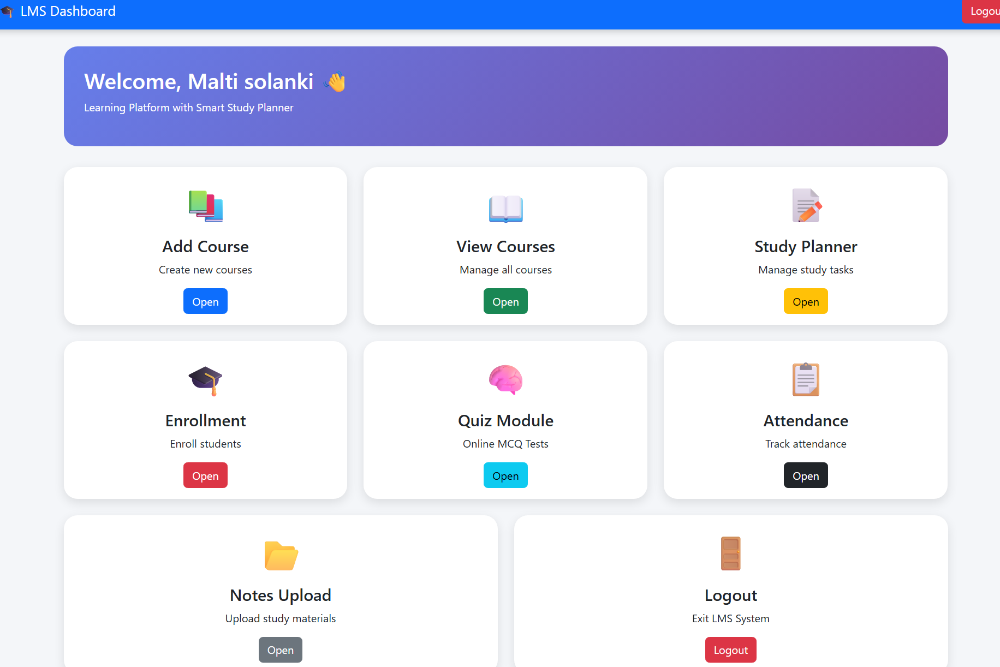 LMS Dashboard
Logou
Welcome, Malti solanki
Learning Platform with Smart Study Planner
Add Course
Create new courses
Open
View Courses
Manage all courses
Open
Study Planner
Manage study tasks
Open
Enrollment
Enroll students
Open
Quiz Module
Online MCQ Tests
Open
Attendance
Track attendance
Open
Notes Upload
Upload study materials
Open
Logout
Exit LMS System
Logout